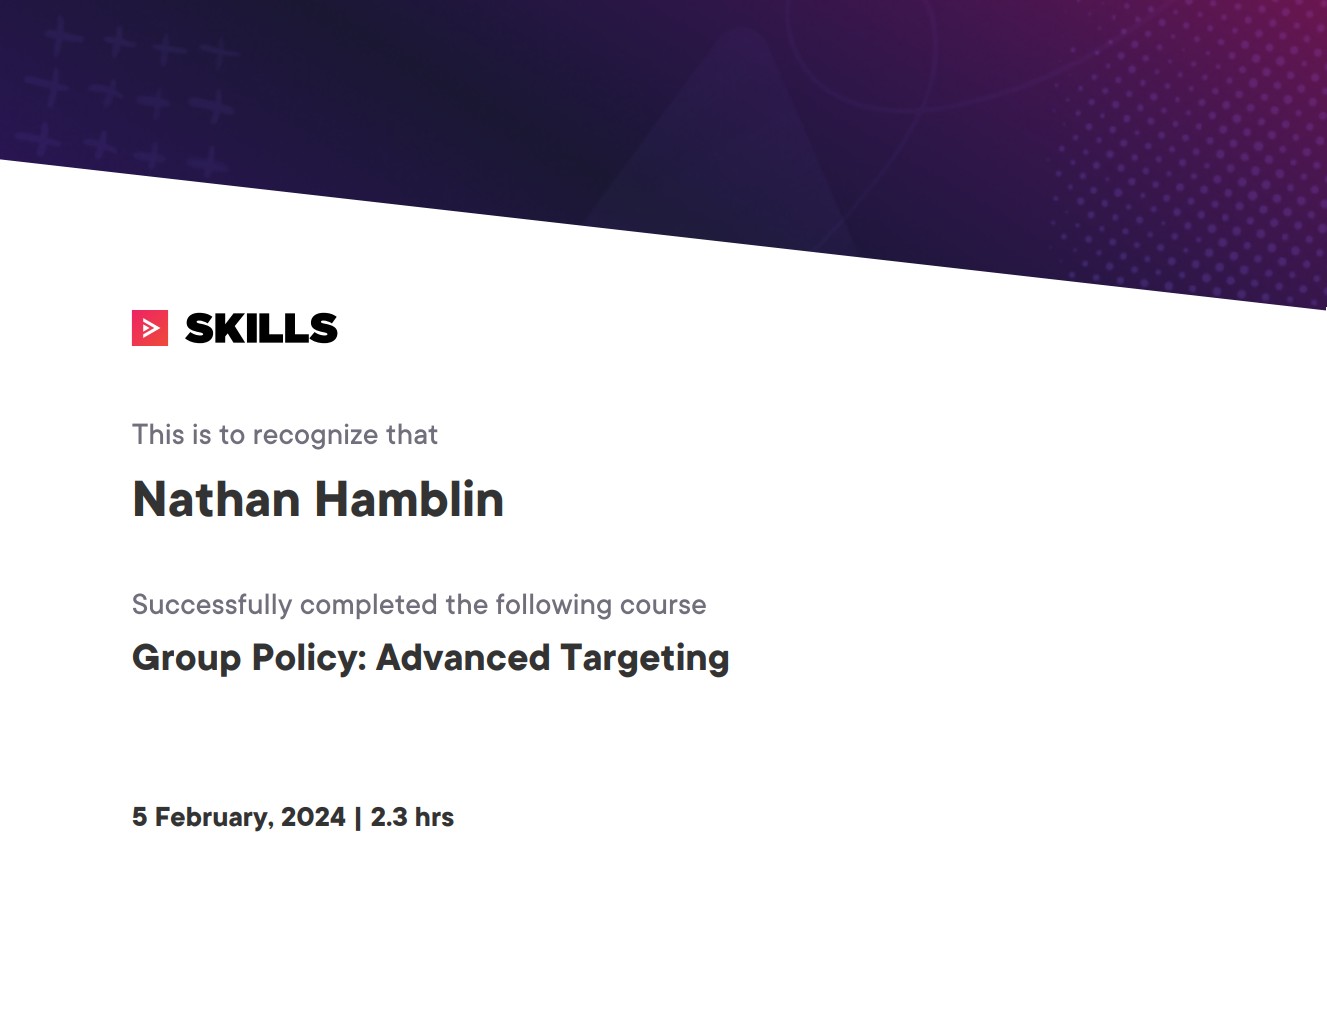 SKILLS
This is to recognize that
Nathan Hamblin
Successfully completed the following course
Group Policy: Advanced Targeting
5 February, 2024 | 2.3 hrs